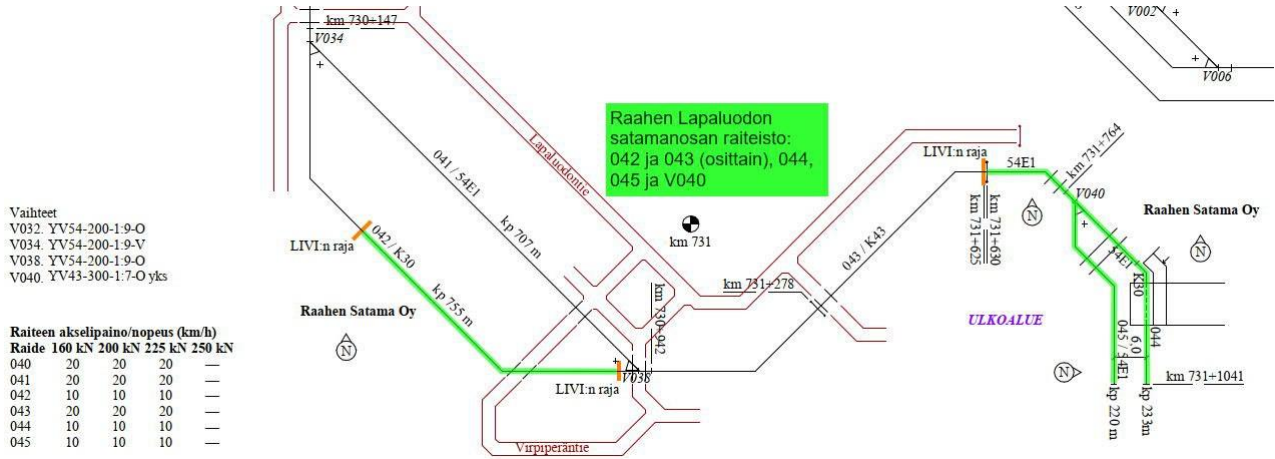 km 730+147
V034
V002
V006
Lapaluodontie
Raahen Lapaluodon
satamanosan raiteisto:
042 ja 043 (osittain), 044,
045 ja V040
041 / 54E1
kp 707 m
LIVI:n raja
54E1
km 731+764
V040
Raahen Satama Oy
N
N
Vaihteet
V032. YV54-200-1:9-O
V034. YV54-200-1:9-V
V038. YV54-200-1:9-O
V040. YV43-300-1:7-O yks
LIVI:n raja
042 / K30
kp 755 m
km 731
043 / K43
km 731+625
km 731+630
54E1
K30
km 731+278
km 730+942
Raahen Satama Oy
N
ULKOALUE
Raiteen akselipaino/nopeus (km/h)
Raide 160 kN 200 kN 225 kN 250 kN
040 20 20 20 —
041 20 20 20 —
042 10 10 10 —
043 20 20 20 —
044 10 10 10 —
045 10 10 10 —
V038
LIVI:n raja
Virpiperäntie
N
045 / 54E1
6,0
044
km 731+1041
kp 220 m
kp 233m